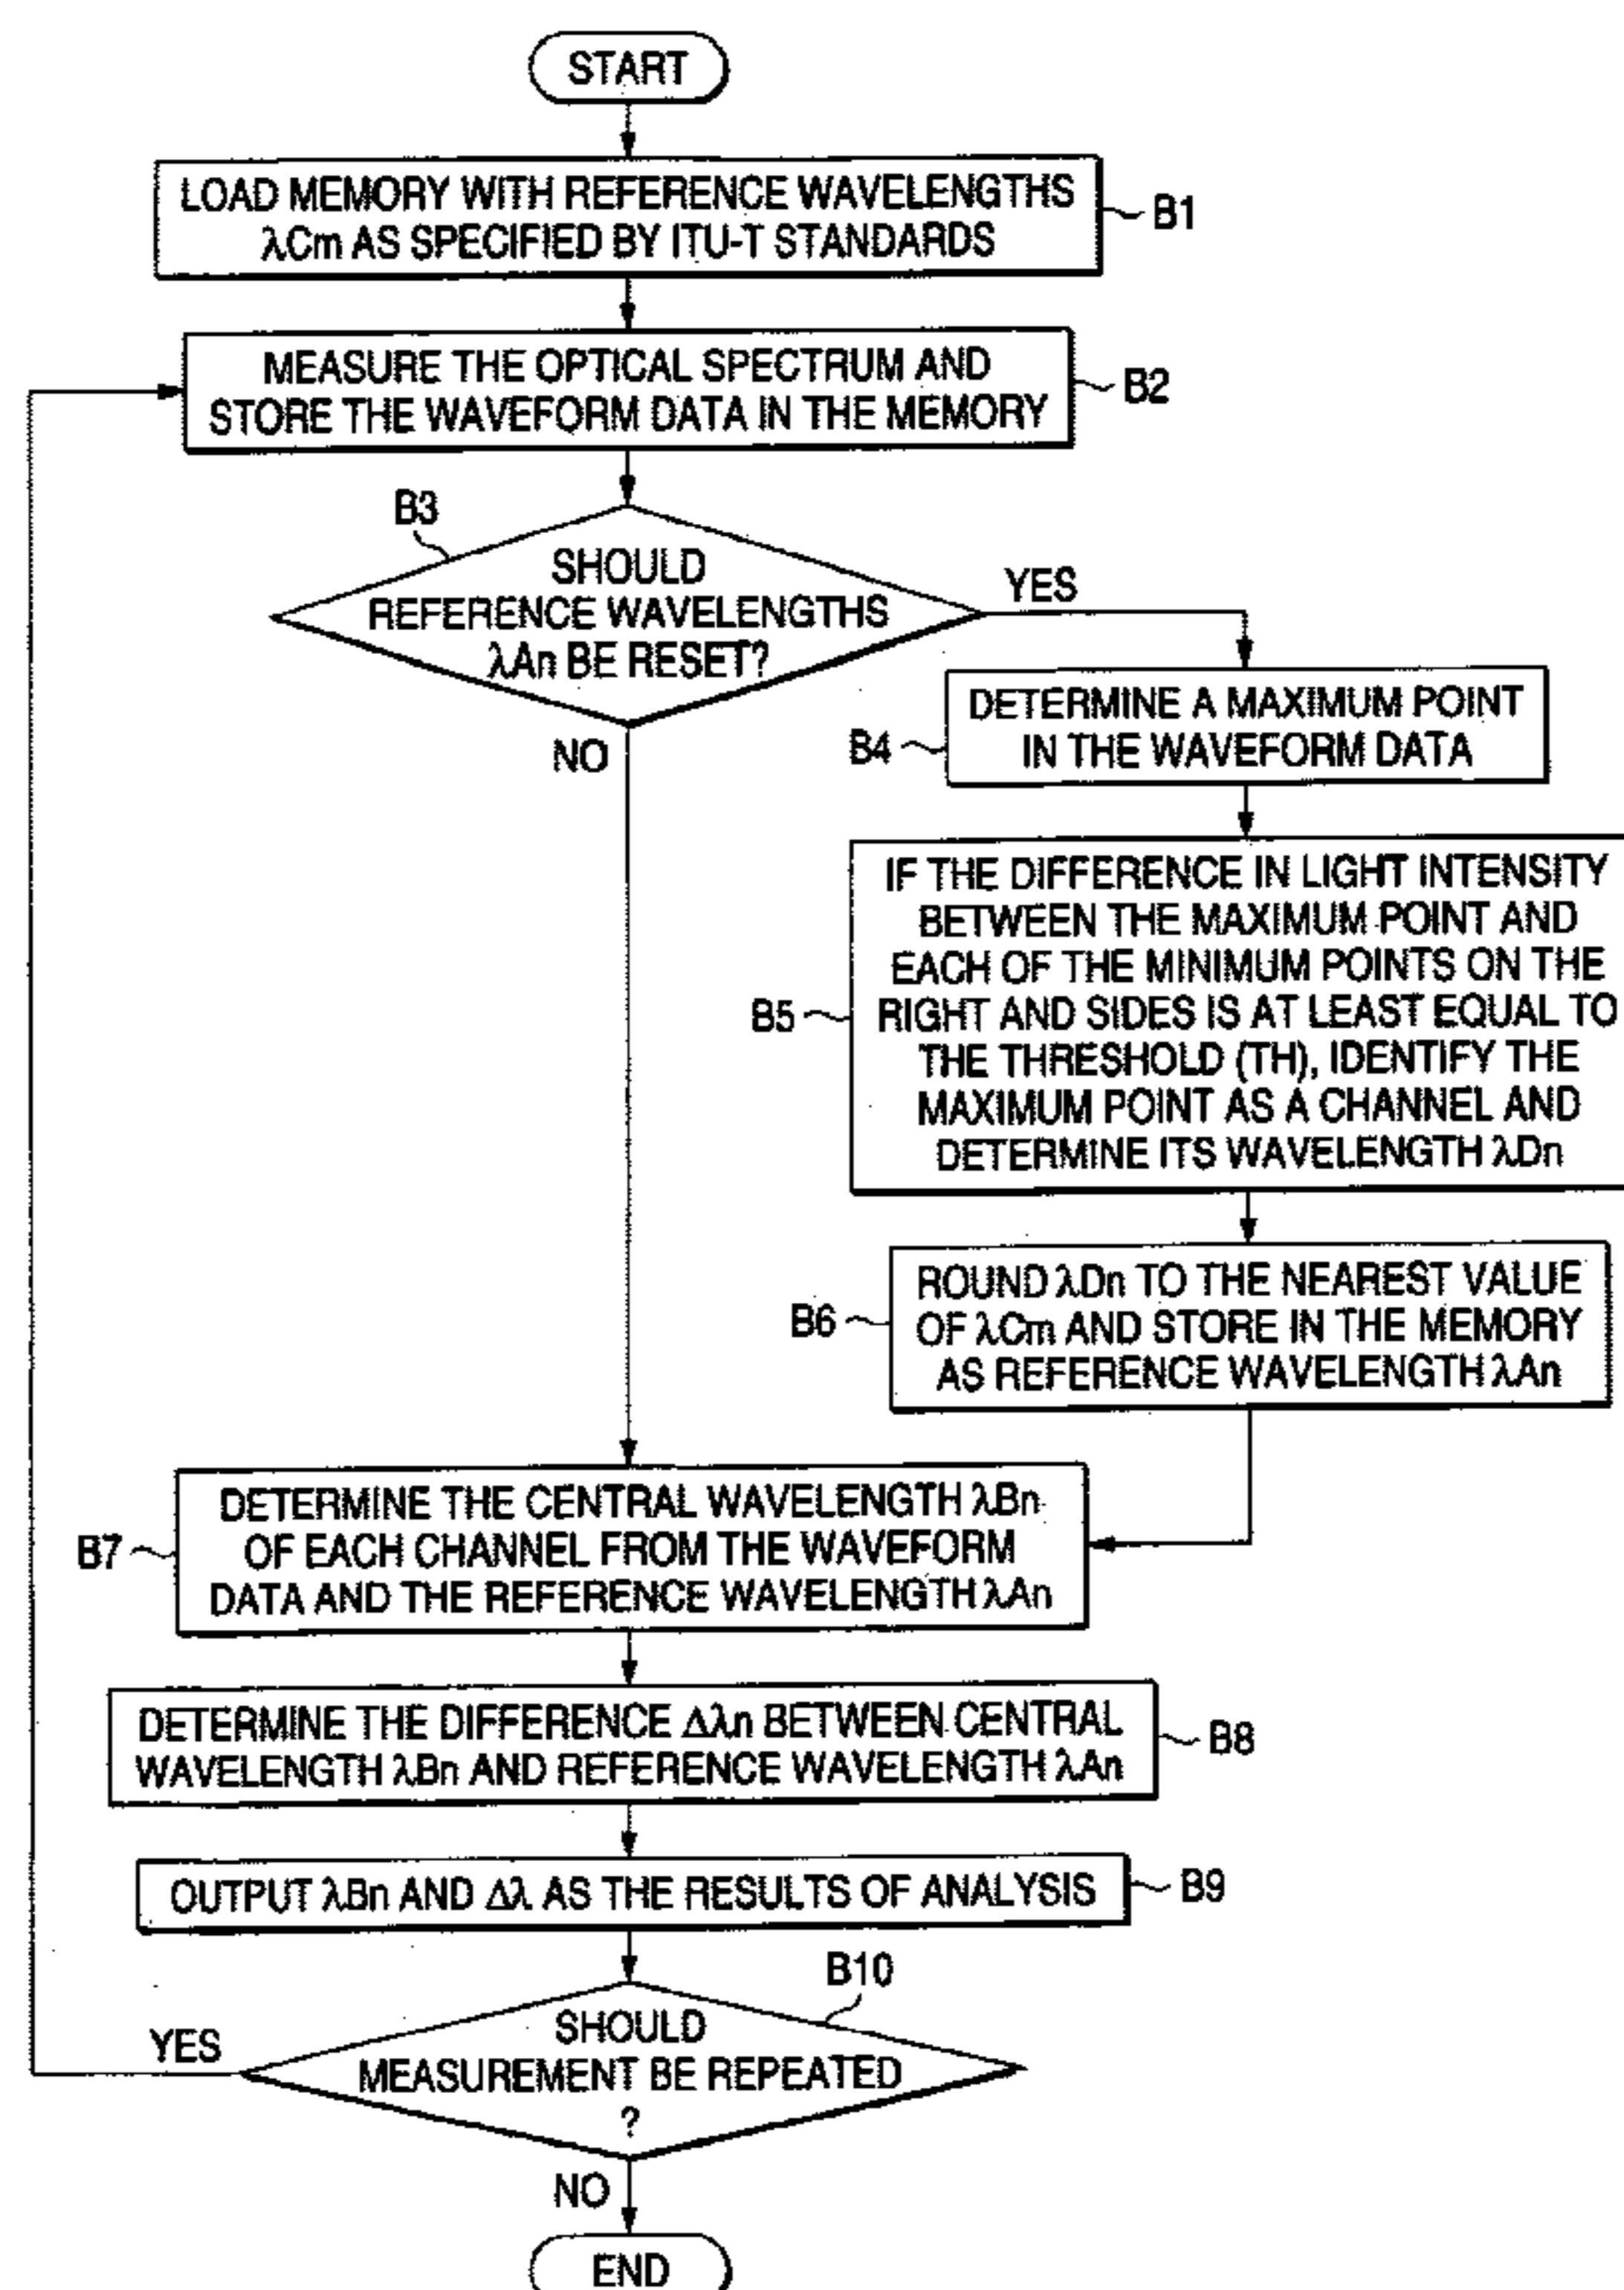 START
LOAD MEMORY WITH REFERENCE WAVELENGTHS
λCm AS SPECIFIED BY ITU-T STANDARDS
B1
MEASURE THE OPTICAL SPECTRUM AND
STORE THE WAVEFORM DATA IN THE MEMORY
B2
B3
SHOULD
REFERENCE WAVELENGTHS
λAn BE RESET?
YES
NO
DETERMINE A MAXIMUM POINT
IN THE WAVEFORM DATA
B4
IF THE DIFFERENCE IN LIGHT INTENSITY
BETWEEN THE MAXIMUM POINT AND
EACH OF THE MINIMUM POINTS ON THE
RIGHT AND SIDES IS AT LEAST EQUAL TO
THE THRESHOLD (TH), IDENTIFY THE
MAXIMUM POINT AS A CHANNEL AND
DETERMINE ITS WAVELENGTH λDn
B5
ROUND λDn TO THE NEAREST VALUE
OF λCm AND STORE IN THE MEMORY
AS REFERENCE WAVELENGTH λAn
B6
DETERMINE THE CENTRAL WAVELENGTH λBn
OF EACH CHANNEL FROM THE WAVEFORM
DATA AND THE REFERENCE WAVELENGTH λAn
B7
DETERMINE THE DIFFERENCE Δλn BETWEEN CENTRAL
WAVELENGTH λBn AND REFERENCE WAVELENGTH λAn
B8
OUTPUT λBn AND Δλ AS THE RESULTS OF ANALYSIS
B9
B10
SHOULD
MEASUREMENT BE REPEATED
?
YES
NO
END